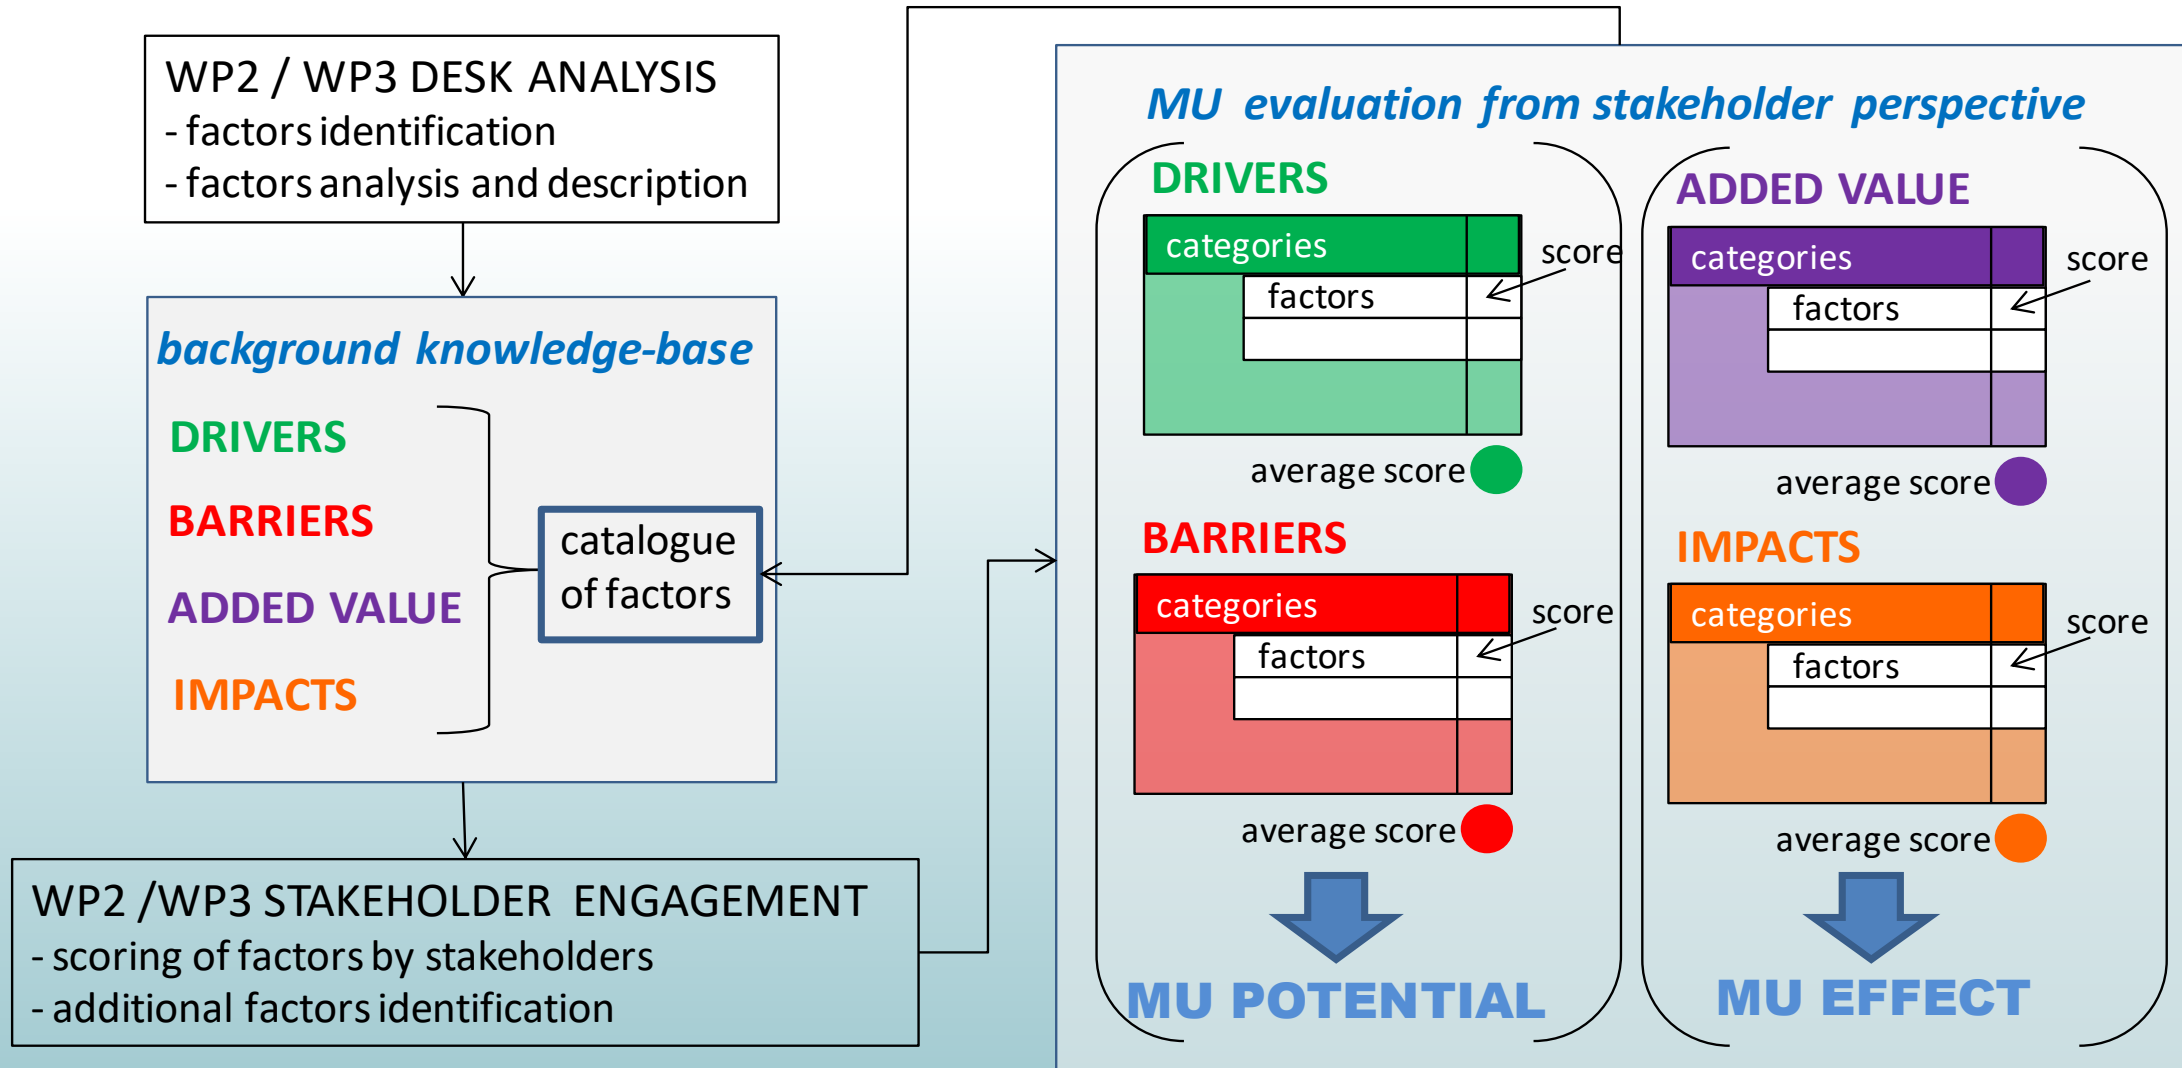 WP2 / WP3 DESK ANALYSIS
- factors identification
- factors analysis and description
background knowledge-base
DRIVERS
BARRIERS
ADDED VALUE
IMPACTS
catalogue
of factors
WP2 /WP3 STAKEHOLDER ENGAGEMENT
- scoring of factors by stakeholders
- additional factors identification
MU evaluation from stakeholder perspective
DRIVERS
categories
score
factors
average score
BARRIERS
categories
score
factors
average score
MU POTENTIAL
ADDED VALUE
categories
score
factors
average score
IMPACTS
categories
score
factors
average score
MU EFFECT